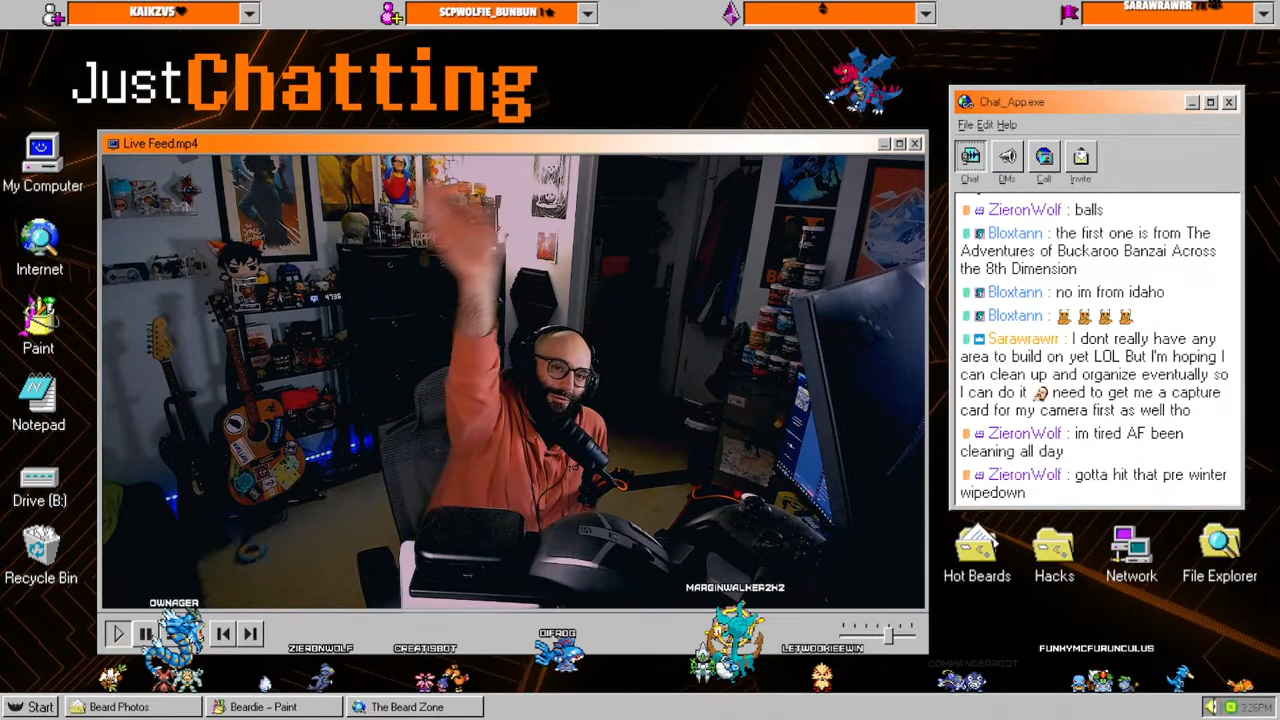 KAIKZV5
SCPWOLFIE_BUNBUN
SARAWRAWRR
JustChatting
Live Feed.mp4
My Computer
Internet
Paint
Notepad
Drive (B:)
Recycle Bin
Chat_App.exe
File Edit Help
Chat DMs Call Invite
ZieronWolf : balls
Bloxtann : the first one is from The
Adventures of Buckaroo Banzai Across
the 8th Dimension
Bloxtann : no im from idaho
Bloxtann :
Sarawrawrr : I dont really have any
area to build on yet LOL But I'm hoping I
can clean up and organize eventually so
I can do it need to get me a capture
card for my camera first as well tho
ZieronWolf : im tired AF been
cleaning all day
ZieronWolf : gotta hit that pre winter
wipedown
Hot Beards
Hacks
Network
File Explorer
OWNAGER
MARGINWALKER2K2
ZIERONWOLF
CREATISBOT
DIFROG
LETWOOKIEEWIN
COMMANDERROOT
FUNKYMCFURUNCULUS
Start
Beard Photos
Beardie - Paint
The Beard Zone
3:26PM